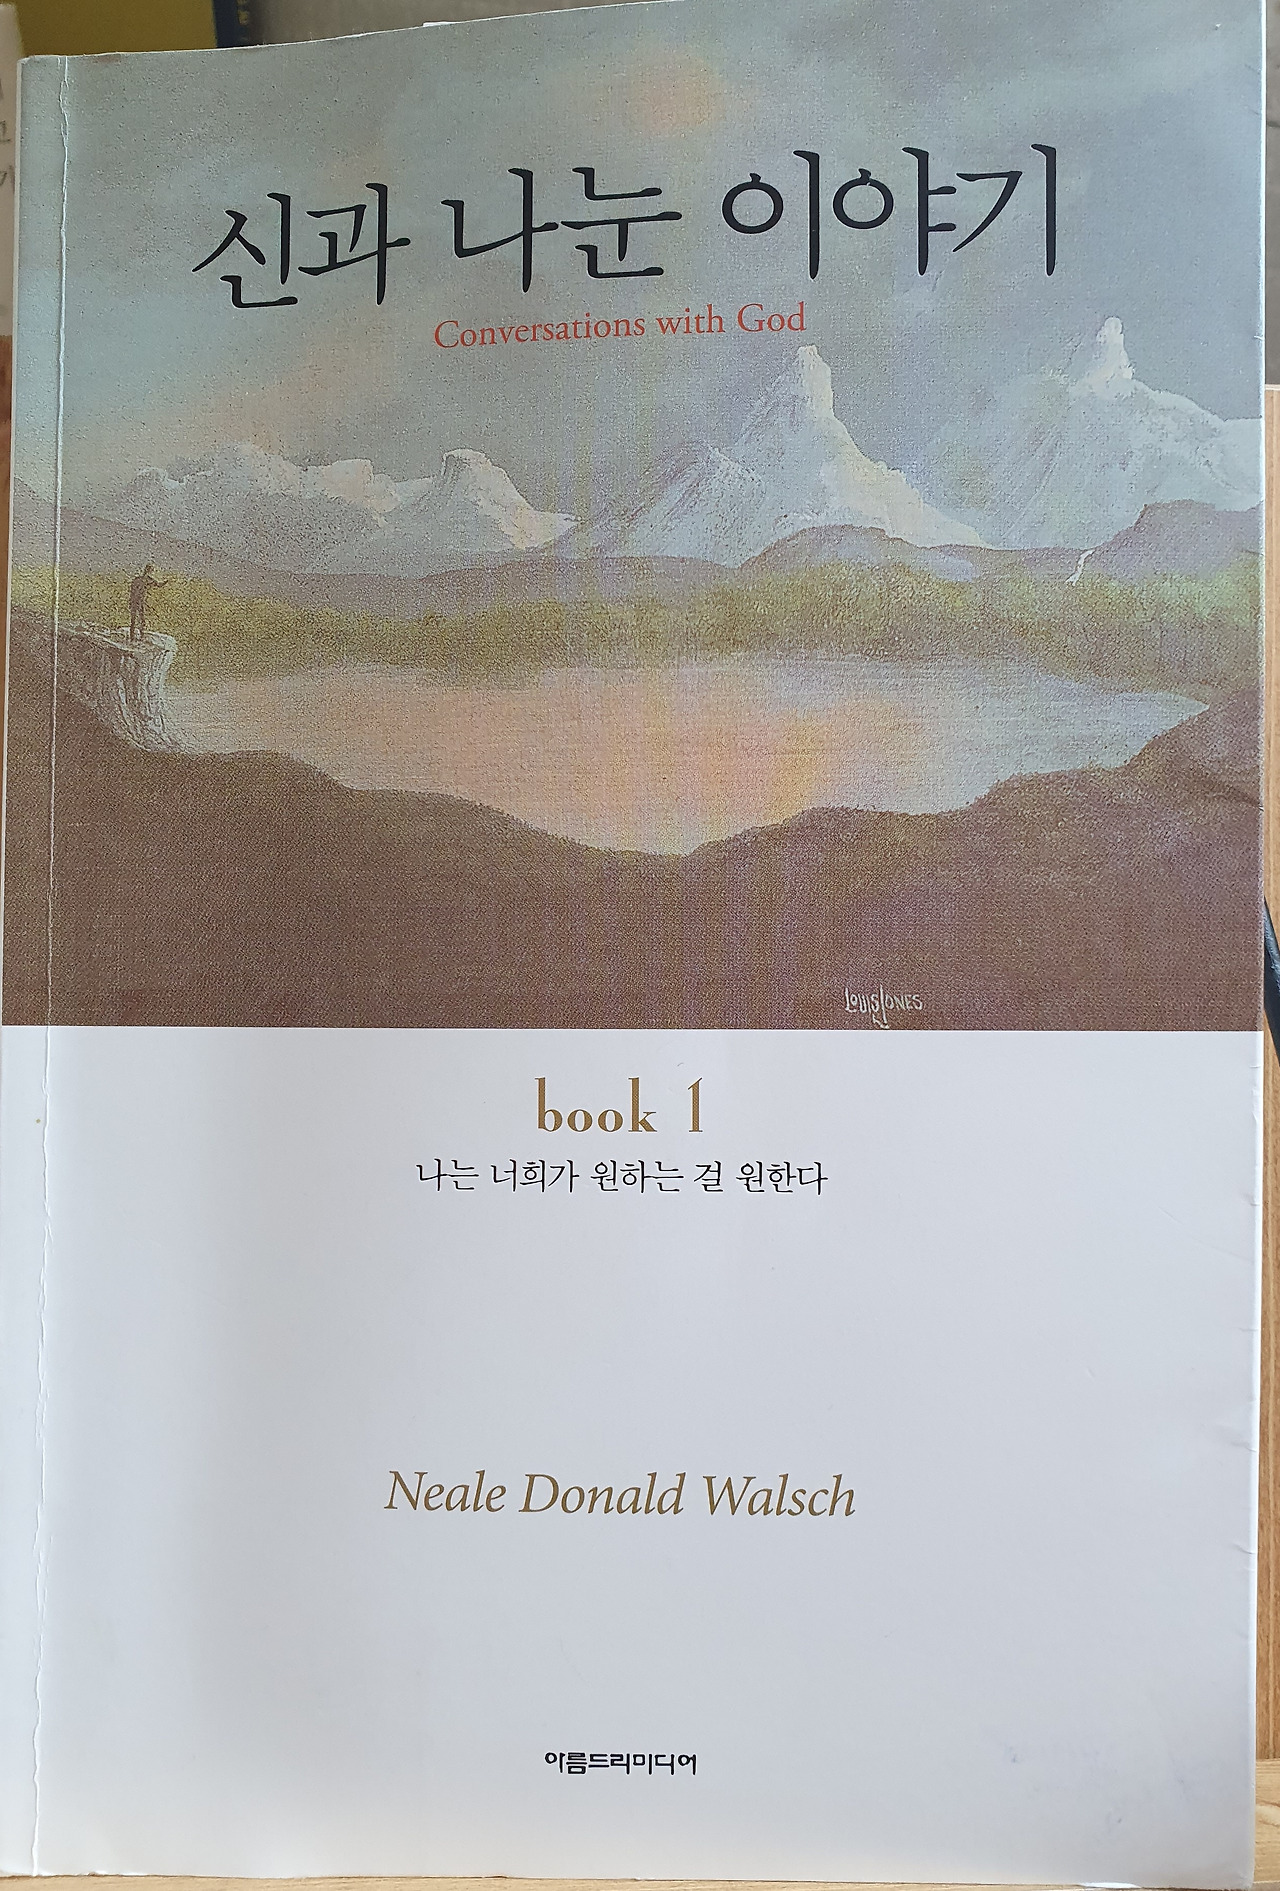 신과 나눈 이야기
Conversations with God
LOUIS JONES
book 1
나는 너희가 원하는 걸 원한다
Neale Donald Walsch
아름드리미디어